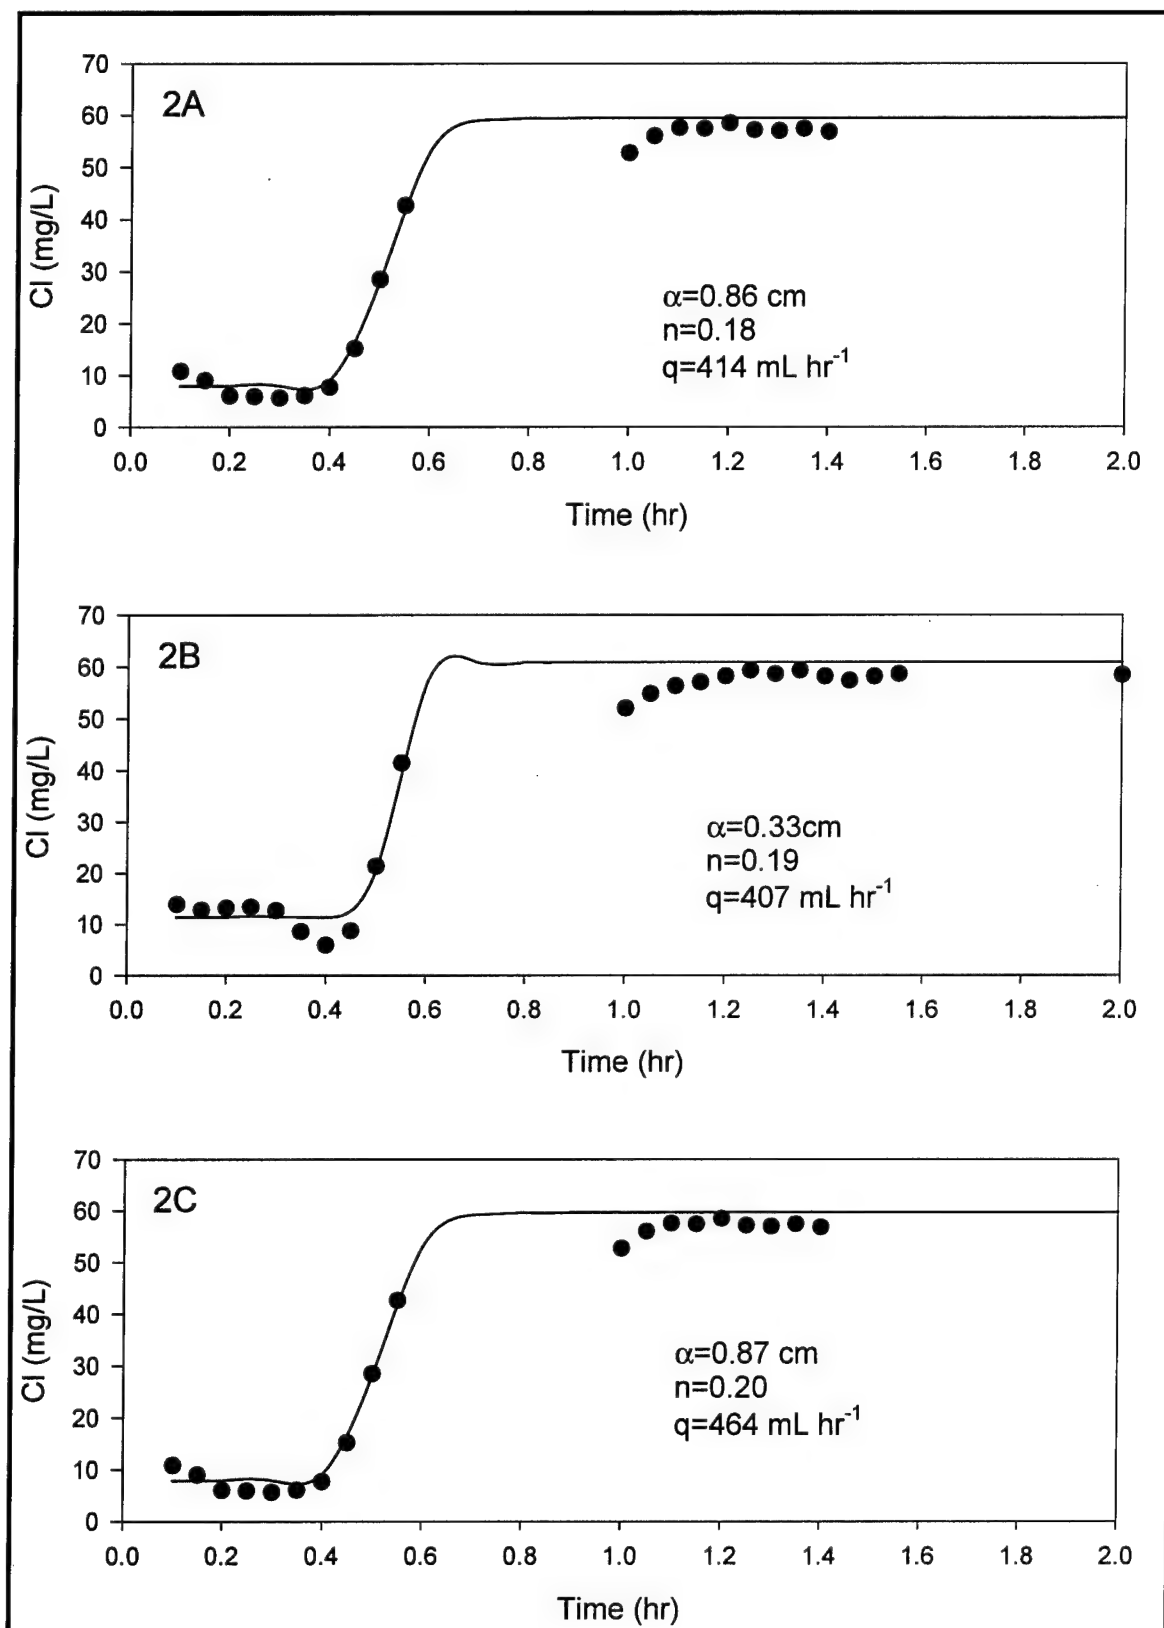 2A
70
60
50
40
30
20
10
0
Cl (mg/L)
α=0.86 cm
n=0.18
q=414 mL hr-1
0.0 0.2 0.4 0.6 0.8 1.0 1.2 1.4 1.6 1.8 2.0
Time (hr)
2B
70
60
50
40
30
20
10
0
Cl (mg/L)
α=0.33cm
n=0.19
q=407 mL hr-1
0.0 0.2 0.4 0.6 0.8 1.0 1.2 1.4 1.6 1.8 2.0
Time (hr)
2C
70
60
50
40
30
20
10
0
Cl (mg/L)
α=0.87 cm
n=0.20
q=464 mL hr-1
0.0 0.2 0.4 0.6 0.8 1.0 1.2 1.4 1.6 1.8 2.0
Time (hr)